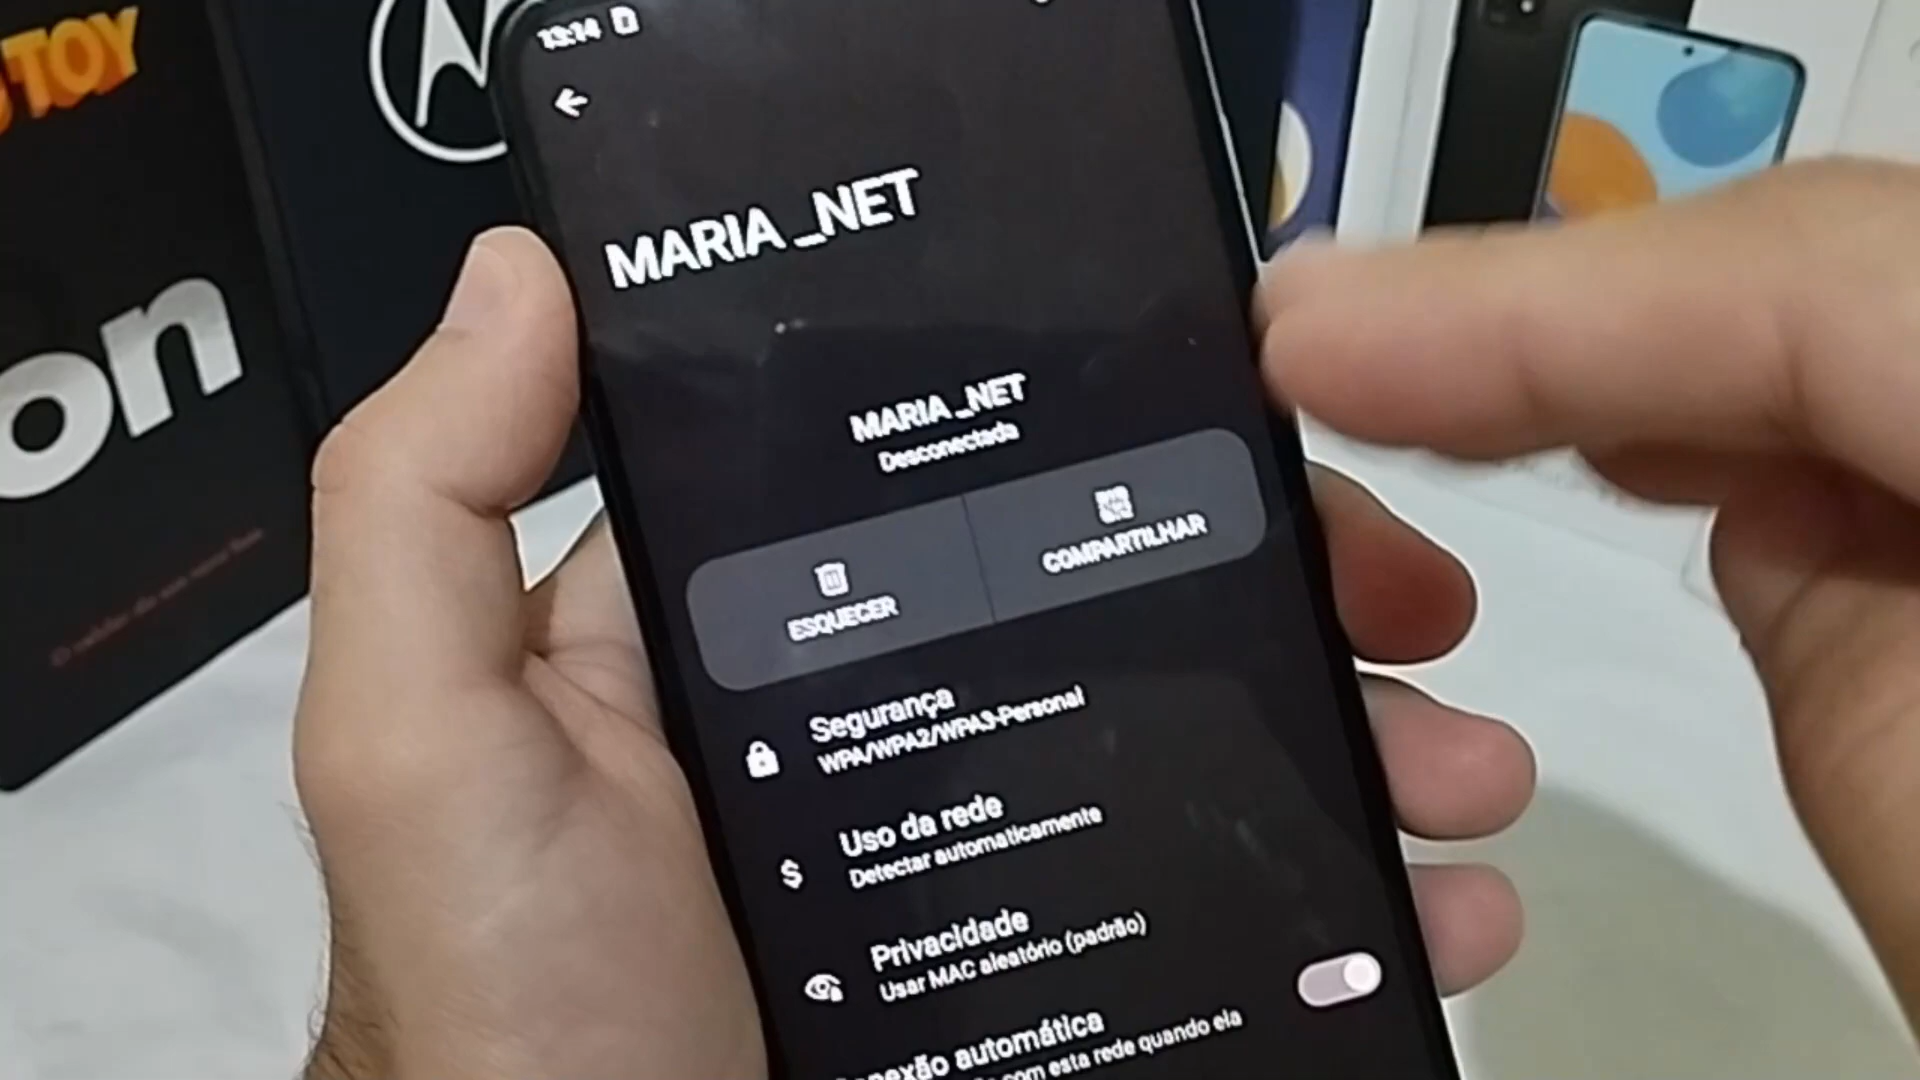 TOY
on
13:14
MARIA _NET
MARIA _NET
Desconectada
ESQUECER
COMPARTILHAR
Segurança
WPA/WPA2/WPA3-Personal
Uso da rede
Detectar automaticamente
Privacidade
Usar MAC aleatório (padrão)
automática
com esta rede quando ela